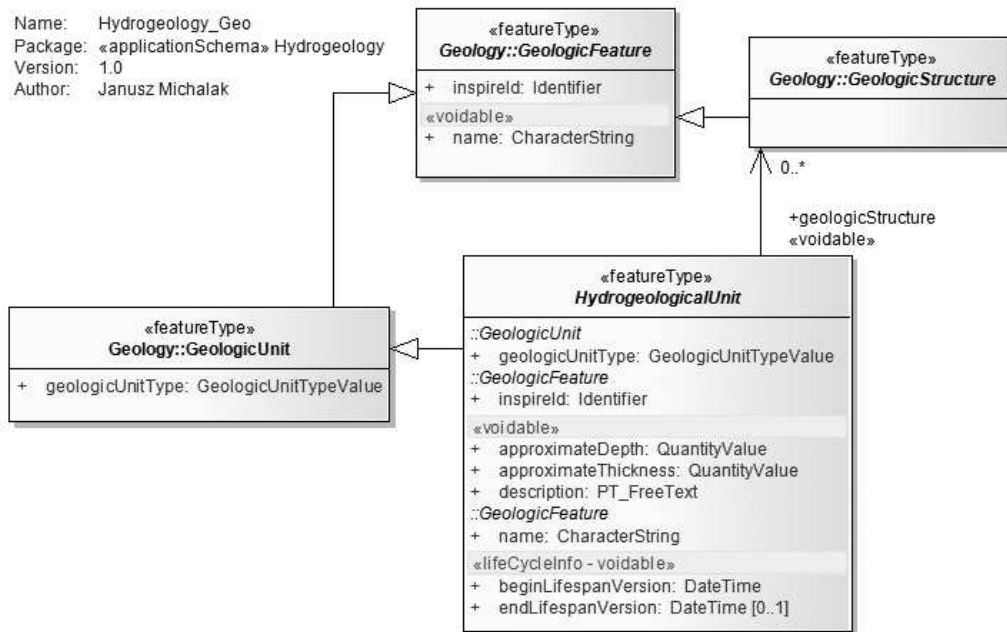 Name: Hydrogeology_Geo
Package: «applicationSchema» Hydrogeology
Version: 1.0
Author: Janusz Michalak
«featureType»
Geology::GeologicFeature
+ inspireId: Identifier
«voidable»
+ name: CharacterString
«featureType»
Geology::GeologicStructure
0..*
+geologicStructure
«voidable»
«featureType»
Geology::GeologicUnit
+ geologicUnitType: GeologicUnitTypeValue
«featureType»
HydrogeologicalUnit
::GeologicUnit
+ geologicUnitType: GeologicUnitTypeValue
::GeologicFeature
+ inspireId: Identifier
«voidable»
+ approximateDepth: QuantityValue
+ approximateThickness: QuantityValue
+ description: PT_FreeText
::GeologicFeature
+ name: CharacterString
«lifeCycleInfo - voidable»
+ beginLifespanVersion: DateTime
+ endLifespanVersion: DateTime [0..1]